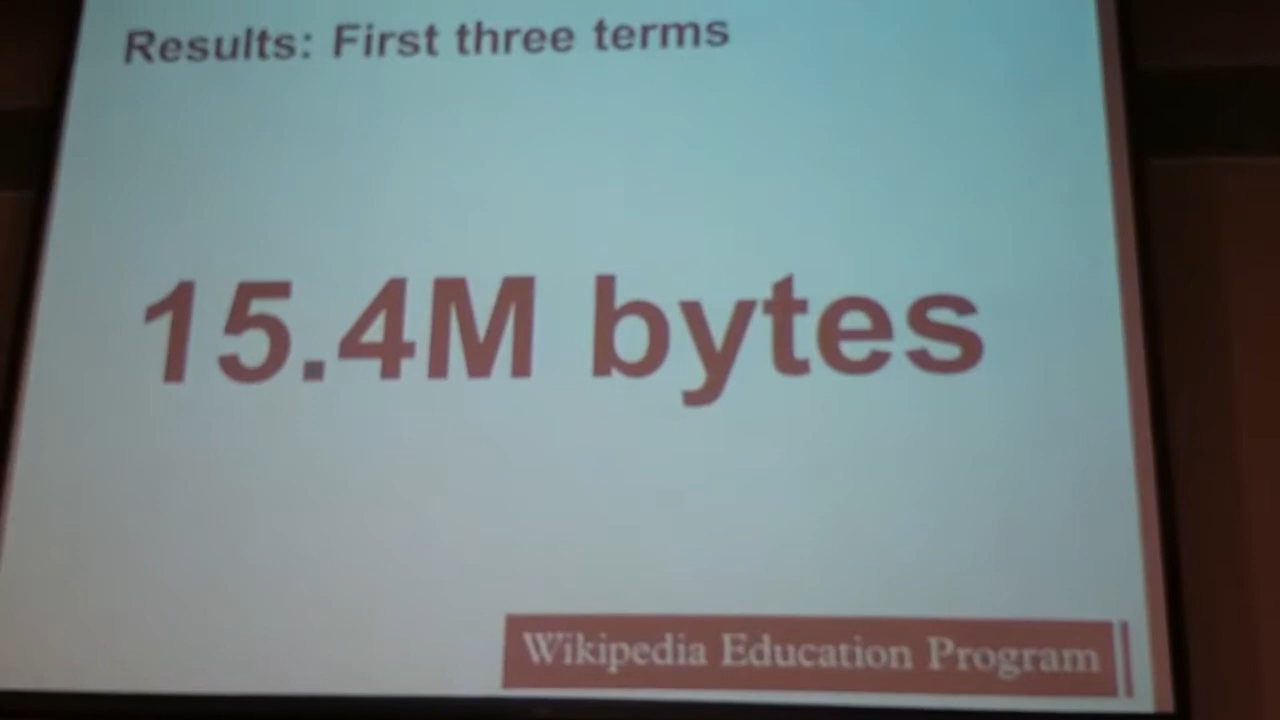 Results: First three terms
15.4M bytes
Wikipedia Education Program